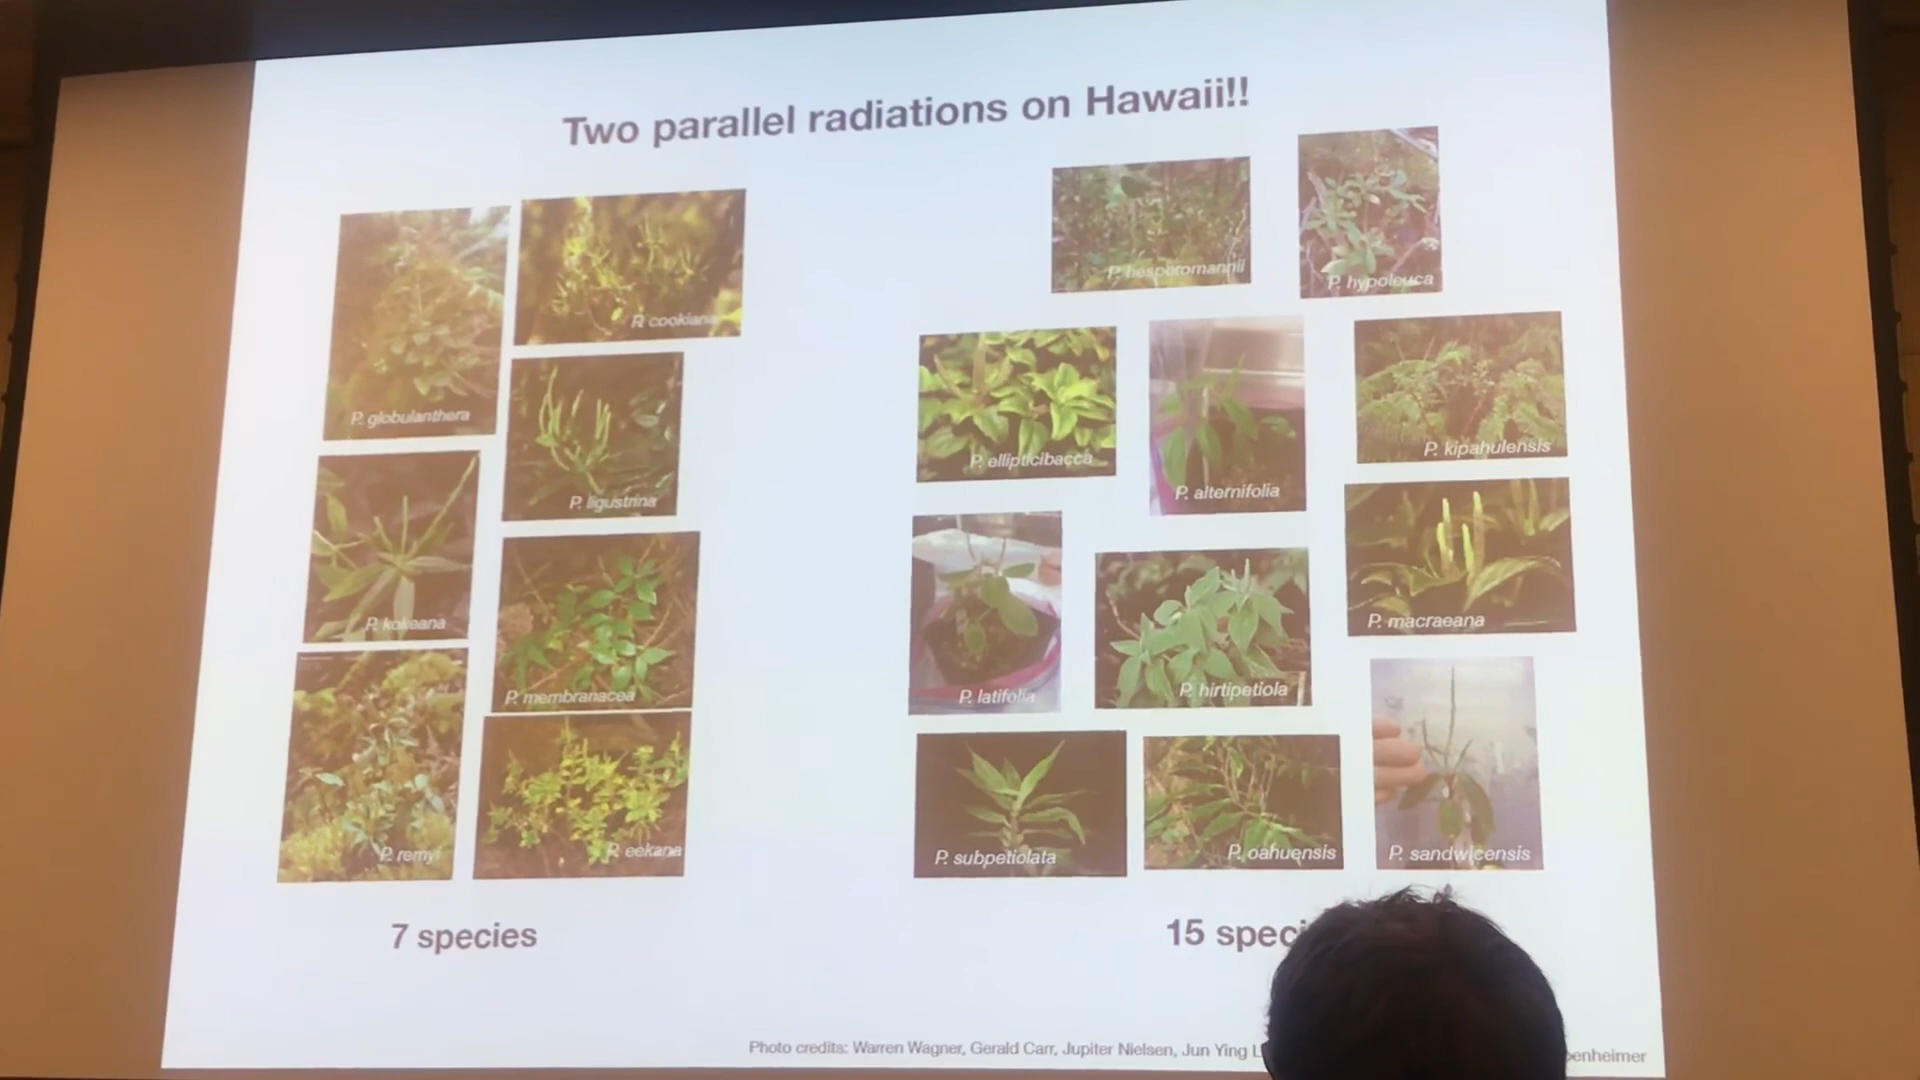 Two parallel radiations on Hawaii!!
P. globulanthera
P. cookiana
P. ligustrina
P. kokeana
P. membranacea
P. remyi
P. eekana
7 species
P. hesperomannii
P. hypoleuca
P. ellipticibacca
P. alternifolia
P. kipahulensis
P. latifolia
P. hirtipetiola
P. macraeana
P. subpetiolata
P. oahuensis
P. sandwicensis
15 speci
Photo credits: Warren Wagner, Gerald Carr, Jupiter Nielsen, Jun Ying L
penheimer